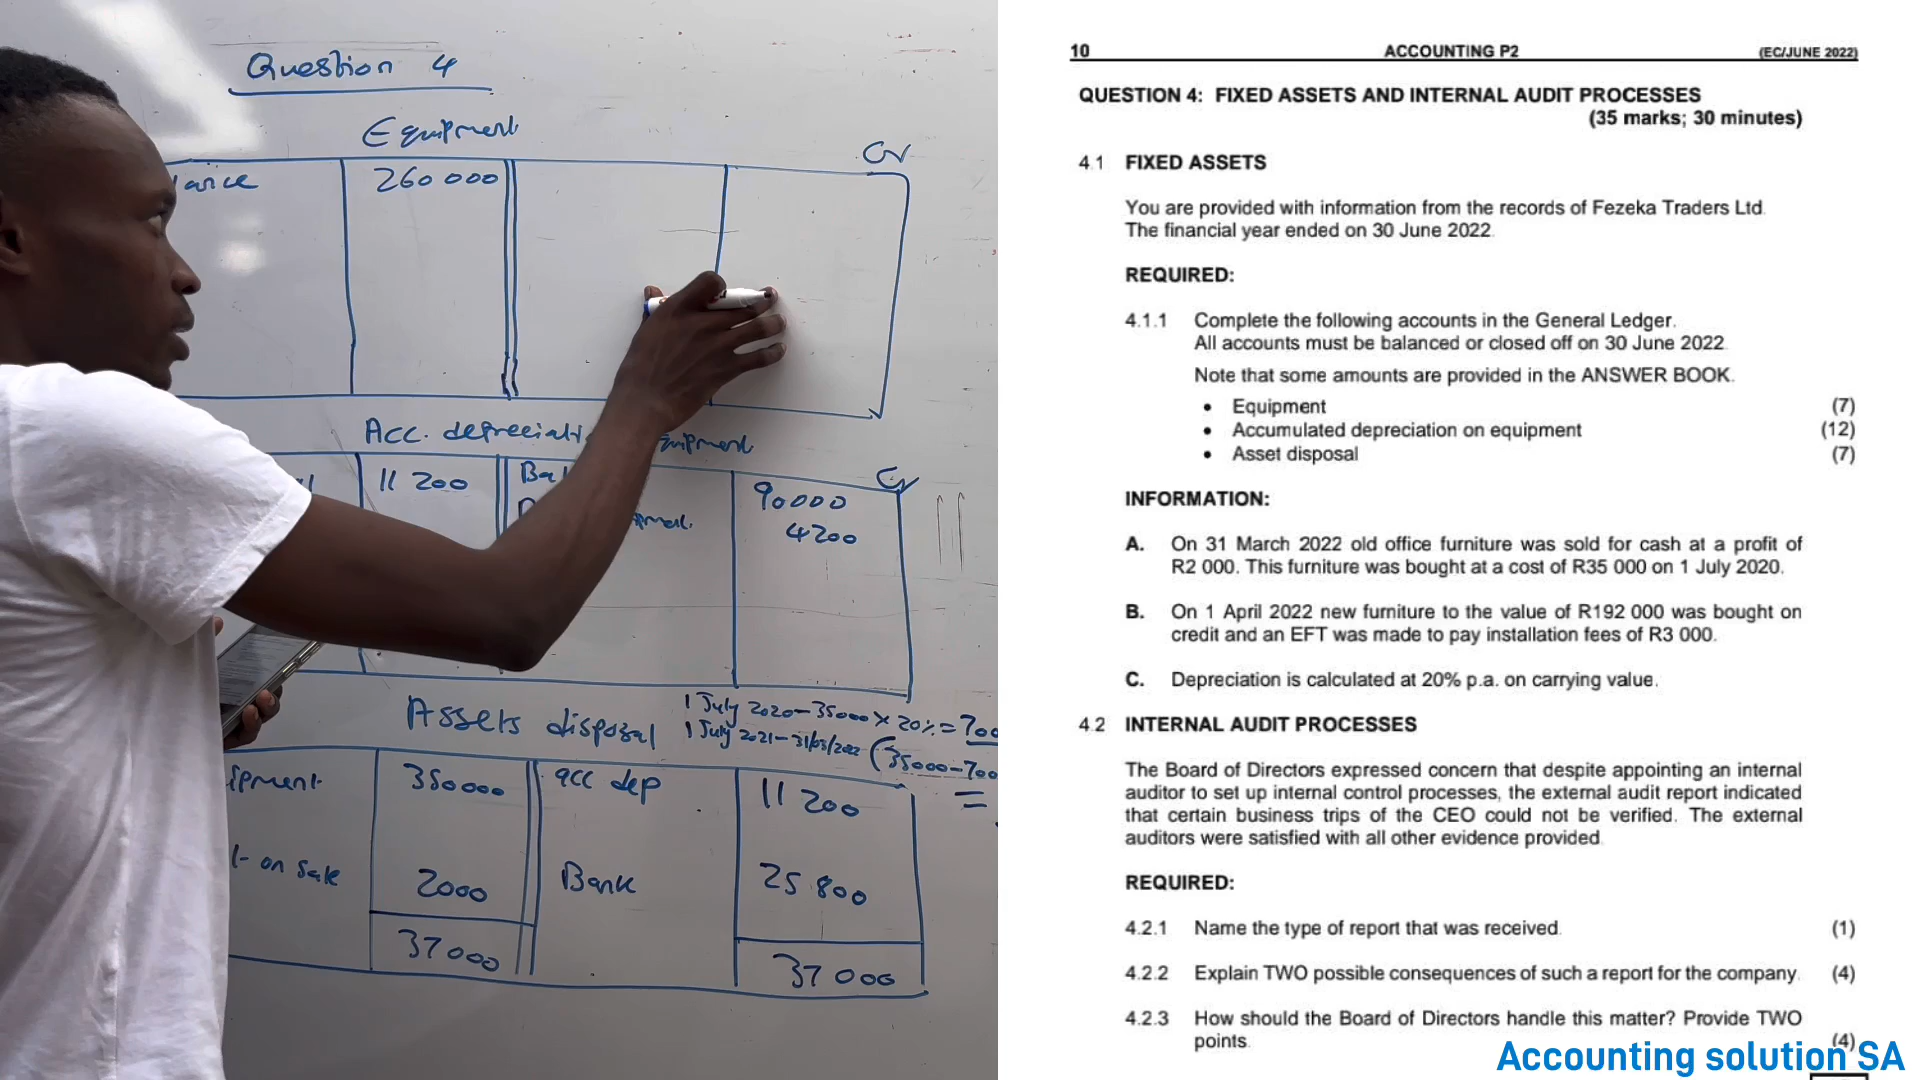 Question 4
Equipment
Cr
lance 260 000
Acc. depreciati uipment
Cr
al 11 200 Bal 90000
D ipment. 4200
Assets disposal
1 July 2020 - 35000 × 20% = 700
1 July 2021 - 31/03/2022 (35000 - 700
=
ipment 350000 acc dep 11 200
- on sale 2000 Bank 25 800
37 000 37 000
10 ACCOUNTING P2 (EC/JUNE 2022)
QUESTION 4: FIXED ASSETS AND INTERNAL AUDIT PROCESSES
(35 marks; 30 minutes)
4.1 FIXED ASSETS
You are provided with information from the records of Fezeka Traders Ltd.
The financial year ended on 30 June 2022.
REQUIRED:
4.1.1 Complete the following accounts in the General Ledger.
All accounts must be balanced or closed off on 30 June 2022.
Note that some amounts are provided in the ANSWER BOOK.
• Equipment (7)
• Accumulated depreciation on equipment (12)
• Asset disposal (7)
INFORMATION:
A. On 31 March 2022 old office furniture was sold for cash at a profit of
R2 000. This furniture was bought at a cost of R35 000 on 1 July 2020.
B. On 1 April 2022 new furniture to the value of R192 000 was bought on
credit and an EFT was made to pay installation fees of R3 000.
C. Depreciation is calculated at 20% p.a. on carrying value.
4.2 INTERNAL AUDIT PROCESSES
The Board of Directors expressed concern that despite appointing an internal
auditor to set up internal control processes, the external audit report indicated
that certain business trips of the CEO could not be verified. The external
auditors were satisfied with all other evidence provided.
REQUIRED:
4.2.1 Name the type of report that was received. (1)
4.2.2 Explain TWO possible consequences of such a report for the company. (4)
4.2.3 How should the Board of Directors handle this matter? Provide TWO
points. (4)
Accounting solution SA